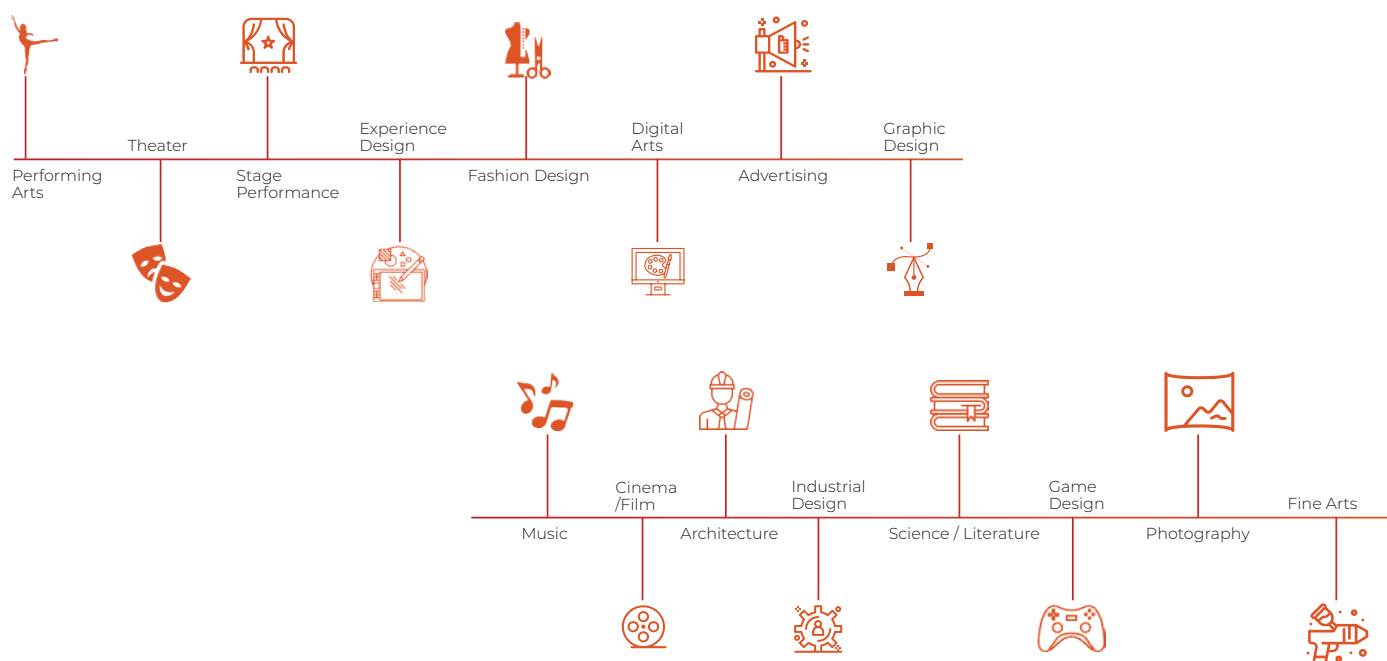 Performing
Arts
Theater
Stage
Performance
Experience
Design
Fashion Design
Digital
Arts
Advertising
Graphic
Design
Music
Cinema
/Film
Architecture
Industrial
Design
Science / Literature
Game
Design
Photography
Fine Arts